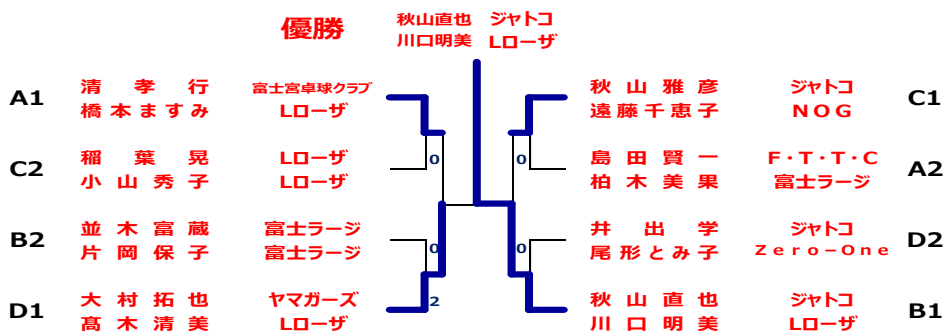 優勝 秋山直也 ジャトコ
川口明美 Lローザ
A1 清孝行 富士宮卓球クラブ
橋本ますみ Lローザ
C2 稲葉晃 Lローザ
小山秀子 Lローザ
0
B2 並木富蔵 富士ラージ
片岡保子 富士ラージ
0
D1 大村拓也 ヤマガーズ
髙木清美 Lローザ
2
秋山雅彦 ジャトコ C1
遠藤千恵子 NOG
0
島田賢一 F・T・T・C A2
柏木美果 富士ラージ
0
井出学 ジャトコ D2
尾形とみ子 Zero-One
秋山直也 ジャトコ B1
川口明美 Lローザ